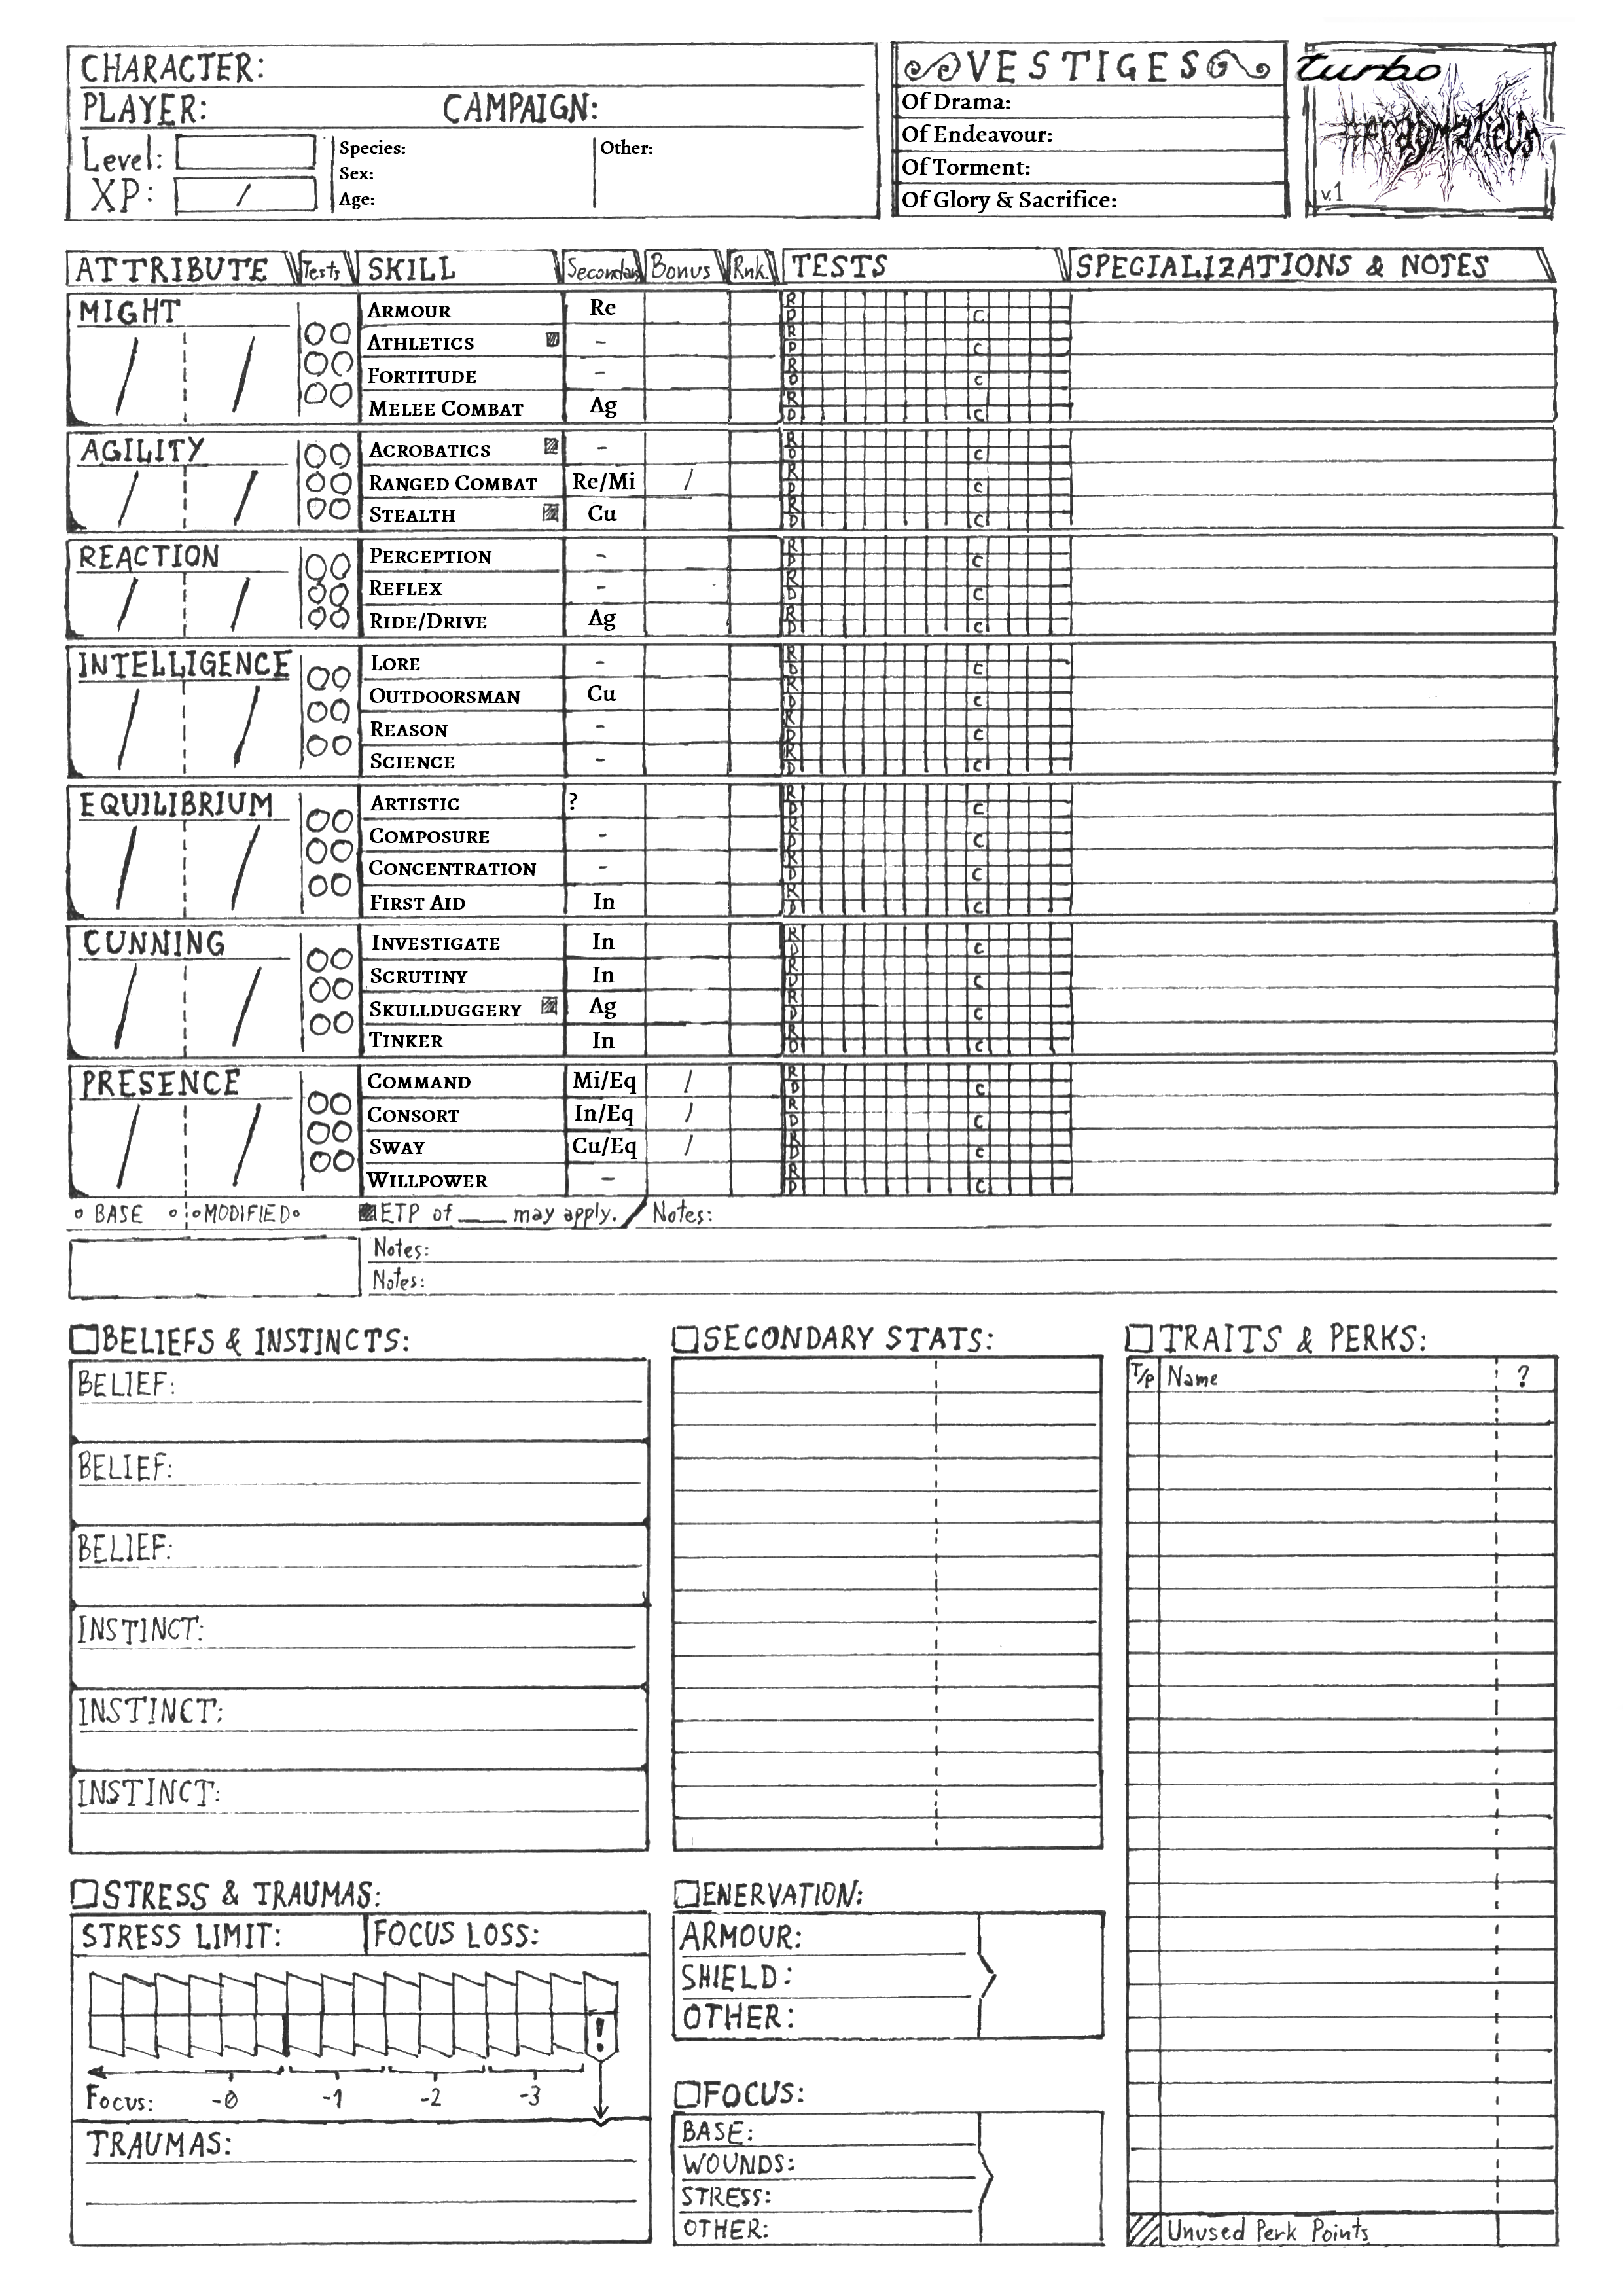 CHARACTER:
PLAYER: CAMPAIGN:
Level:
XP: /
Species:
Sex:
Age:
Other:
VESTIGES
Of Drama:
Of Endeavour:
Of Torment:
Of Glory & Sacrifice:
turbo
#Pragmaticus
v.1
ATTRIBUTE Tests SKILL Secondary Bonus Rnk. TESTS SPECIALIZATIONS & NOTES
MIGHT
ARMOUR Re R D C
ATHLETICS - R D C
FORTITUDE - R D C
MELEE COMBAT Ag R D C
AGILITY
ACROBATICS - R D C
RANGED COMBAT Re/Mi / R D C
STEALTH Cu R D C
REACTION
PERCEPTION - R D C
REFLEX - R D C
RIDE/DRIVE Ag R D C
INTELLIGENCE
LORE - R D C
OUTDOORSMAN Cu R D C
REASON - R D C
SCIENCE - R D C
EQUILIBRIUM
ARTISTIC ? R D C
COMPOSURE - R D C
CONCENTRATION - R D C
FIRST AID In R D C
CUNNING
INVESTIGATE In R D C
SCRUTINY In R D C
SKULLDUGGERY Ag R D C
TINKER In R D C
PRESENCE
COMMAND Mi/Eq / R D C
CONSORT In/Eq / R D C
SWAY Cu/Eq / R D C
WILLPOWER - R D C
BASE MODIFIED ETP of ____ may apply. / Notes:
Notes:
Notes:
BELIEFS & INSTINCTS:
BELIEF:
BELIEF:
BELIEF:
INSTINCT:
INSTINCT:
INSTINCT:
SECONDARY STATS:
TRAITS & PERKS:
T/P Name ?
Unused Perk Points
STRESS & TRAUMAS:
STRESS LIMIT: FOCUS LOSS:
!
Focus: -0 -1 -2 -3
TRAUMAS:
ENERVATION:
ARMOUR:
SHIELD:
OTHER:
FOCUS:
BASE:
WOUNDS:
STRESS:
OTHER: